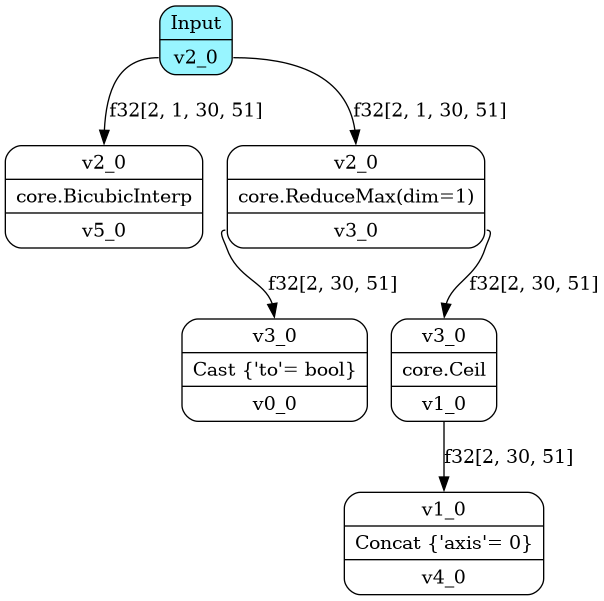 Input
v2_0
f32[2, 1, 30, 51]
f32[2, 1, 30, 51]
v2_0
core.BicubicInterp
v5_0
v2_0
core.ReduceMax(dim=1)
v3_0
f32[2, 30, 51]
f32[2, 30, 51]
v3_0
Cast {'to'= bool}
v0_0
v3_0
core.Ceil
v1_0
f32[2, 30, 51]
v1_0
Concat {'axis'= 0}
v4_0